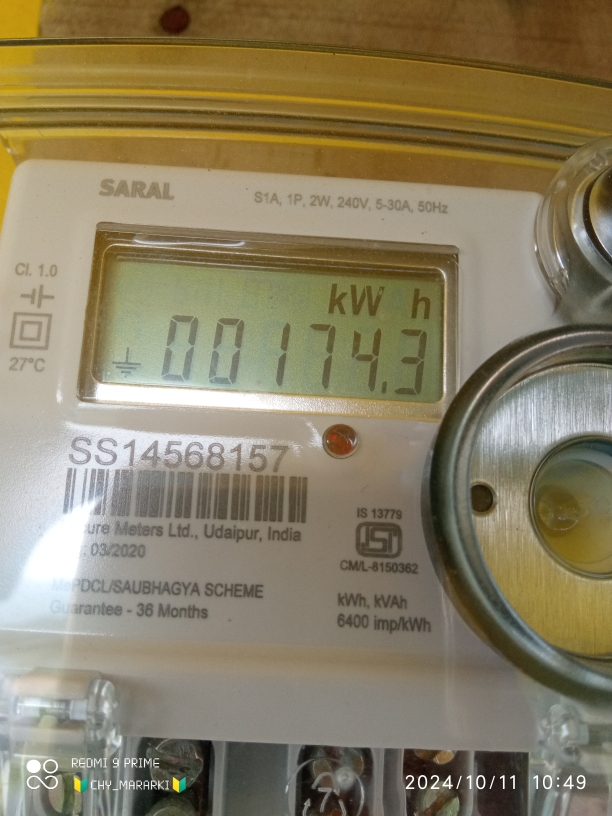 SARAL
S1A, 1P, 2W, 240V, 5-30A, 50Hz
Cl. 1.0
27°C
kW h
00174.3
SS14568157
Meters Ltd., Udaipur, India
: 03/2020
PDCL/SAUBHAGYA SCHEME
Guarantee - 36 Months
IS 13779
ISI
CM/L-8150362
kWh, kVAh
6400 imp/kWh
REDMI 9 PRIME
CHY_MARARKI
2024/10/11 10:49